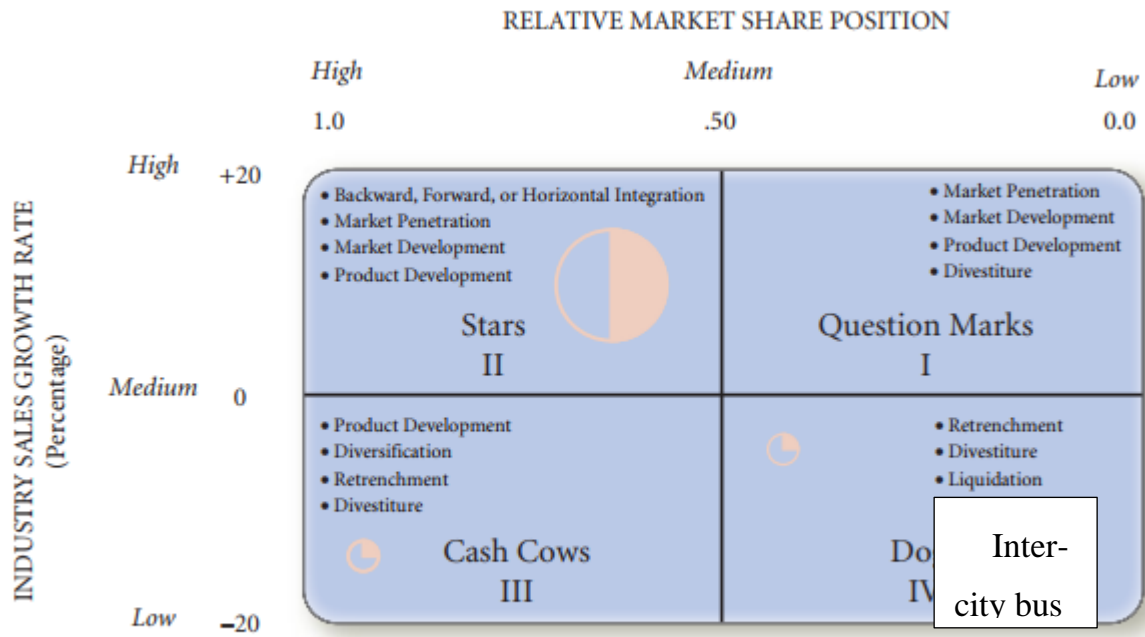 RELATIVE MARKET SHARE POSITION
High Medium Low
1.0 .50 0.0
INDUSTRY SALES GROWTH RATE
(Percentage)
High +20
Medium 0
Low –20
• Backward, Forward, or Horizontal Integration
• Market Penetration
• Market Development
• Product Development
Stars
II
• Market Penetration
• Market Development
• Product Development
• Divestiture
Question Marks
I
• Product Development
• Diversification
• Retrenchment
• Divestiture
Cash Cows
III
• Retrenchment
• Divestiture
• Liquidation
Inter-
city bus